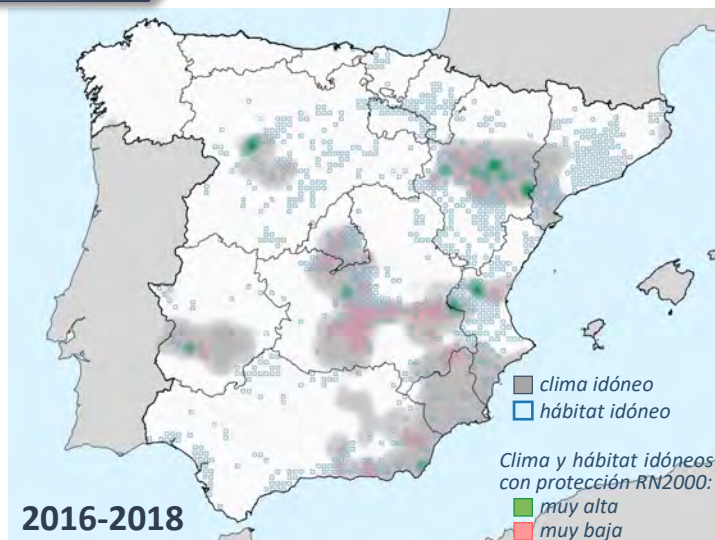 clima idóneo
hábitat idóneo
Clima y hábitat idóneos
con protección RN2000:
muy alta
muy baja
2016-2018